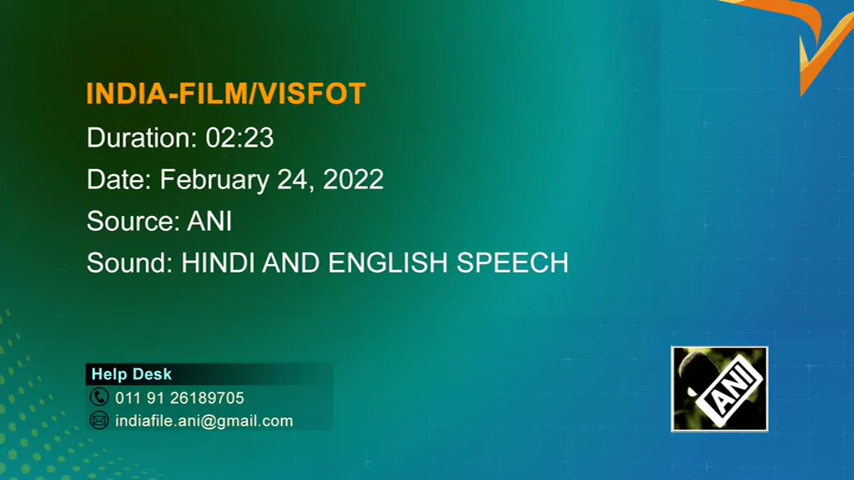 INDIA-FILM/VISFOT
Duration: 02:23
Date: February 24, 2022
Source: ANI
Sound: HINDI AND ENGLISH SPEECH
Help Desk
011 91 26189705
indiafile.ani@gmail.com
ANI